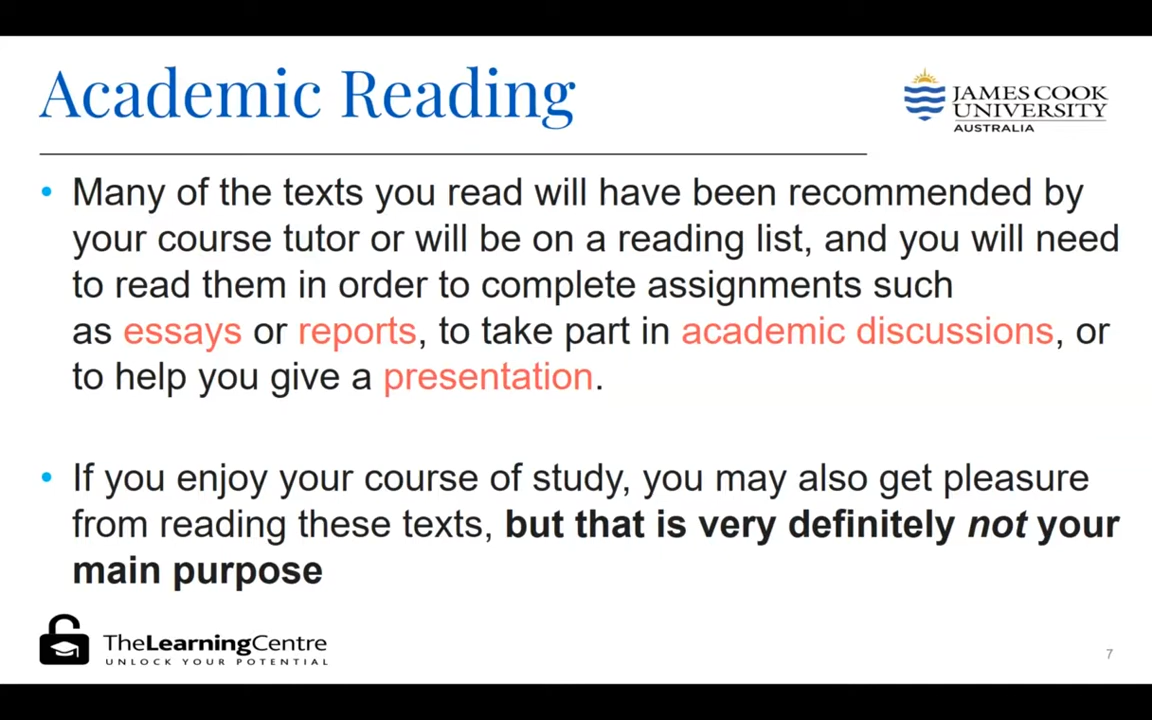 Academic Reading
JAMES COOK
UNIVERSITY
AUSTRALIA
• Many of the texts you read will have been recommended by
your course tutor or will be on a reading list, and you will need
to read them in order to complete assignments such
as essays or reports, to take part in academic discussions, or
to help you give a presentation.
• If you enjoy your course of study, you may also get pleasure
from reading these texts, but that is very definitely not your
main purpose
TheLearningCentre
UNLOCK YOUR POTENTIAL
7